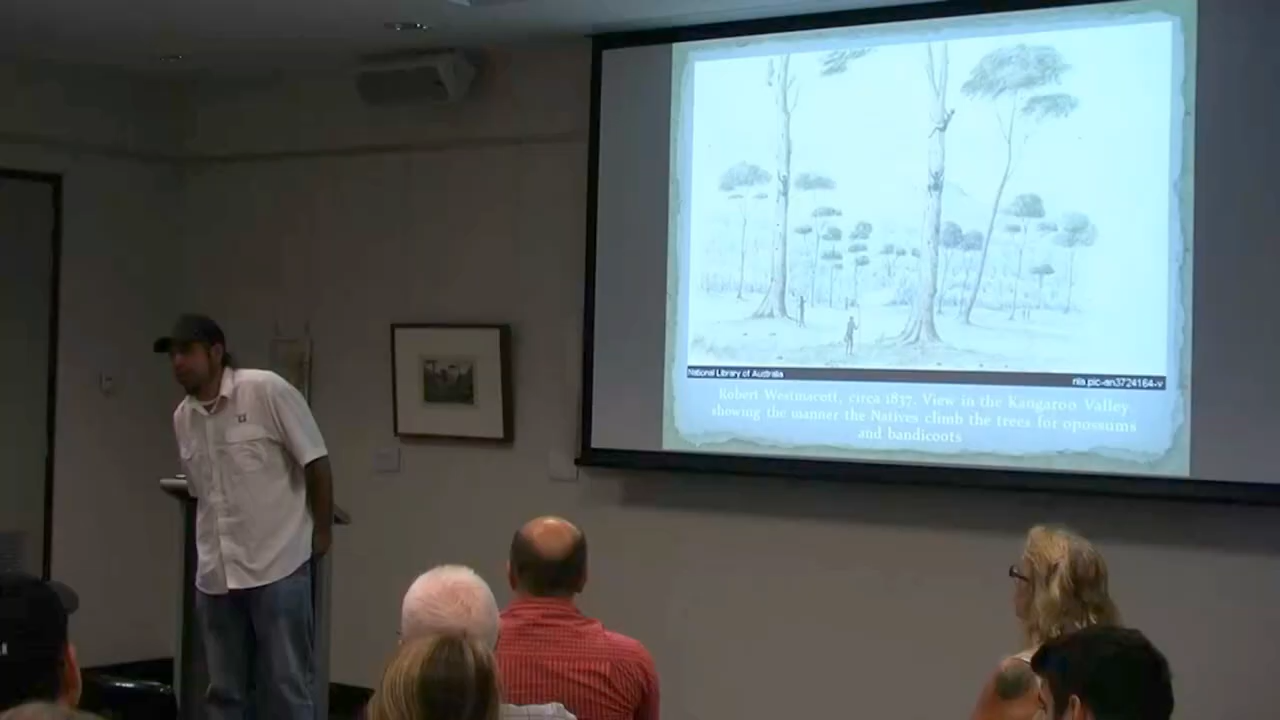 National Library of Australia
nla.pic-an3724164-v
Robert Westmacott, circa 1837. View in the Kangaroo Valley,
showing the manner the Natives climb the trees for opossums
and bandicoots